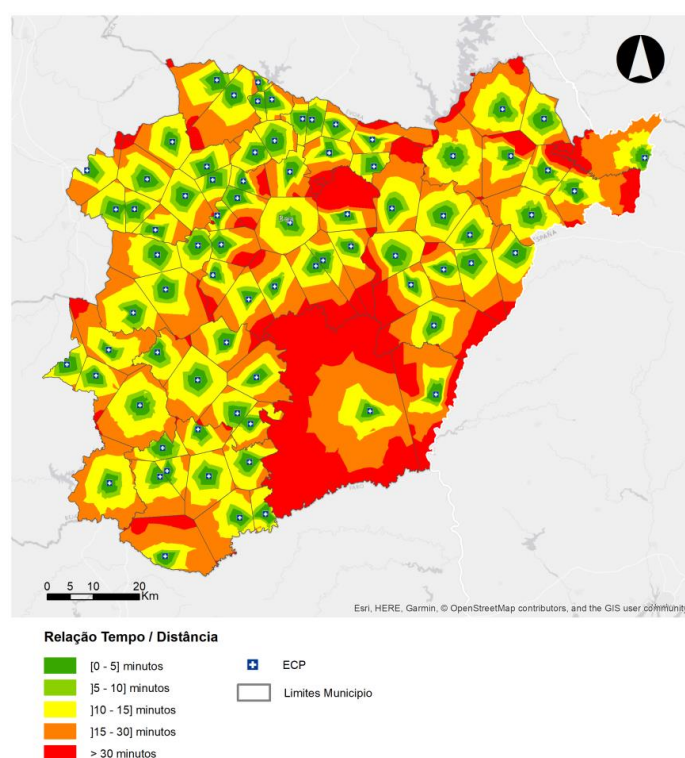 ESPAÑA
0 5 10 20
Km
Esri, HERE, Garmin, © OpenStreetMap contributors, and the GIS user community
Relação Tempo / Distância
[0 - 5] minutos
]5 - 10] minutos
]10 - 15] minutos
]15 - 30] minutos
> 30 minutos
ECP
Limites Municipio